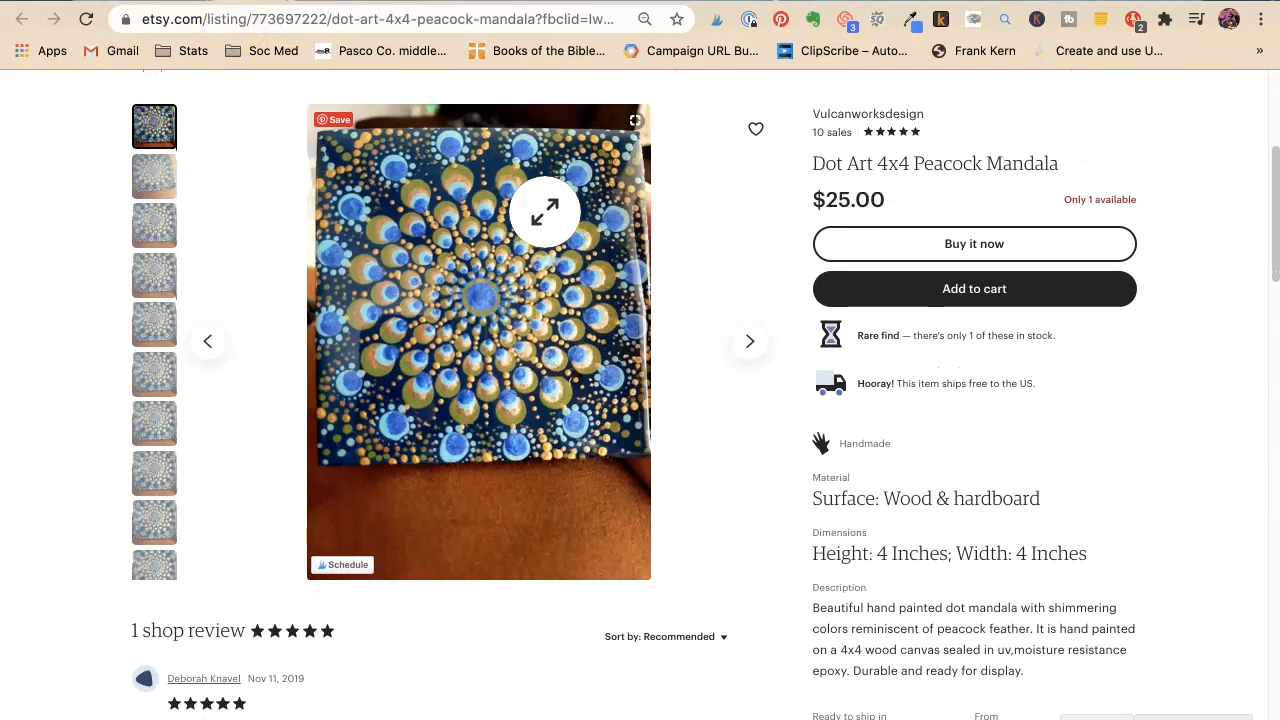 etsy.com/listing/773697222/dot-art-4x4-peacock-mandala?fbclid=Iw...
3
2
Apps Gmail Stats Soc Med Pasco Co. middle... Books of the Bible... Campaign URL Bu... ClipScribe – Auto... Frank Kern Create and use U... »
Save
Schedule
Vulcanworksdesign
10 sales
Dot Art 4x4 Peacock Mandala
$25.00 Only 1 available
Buy it now
Add to cart
Rare find — there's only 1 of these in stock.
Hooray! This item ships free to the US.
Handmade
Material
Surface: Wood & hardboard
Dimensions
Height: 4 Inches; Width: 4 Inches
Description
Beautiful hand painted dot mandala with shimmering
colors reminiscent of peacock feather. It is hand painted
on a 4x4 wood canvas sealed in uv,moisture resistance
epoxy. Durable and ready for display.
Ready to ship in From
1 shop review
Sort by: Recommended
Deborah Knavel Nov 11, 2019